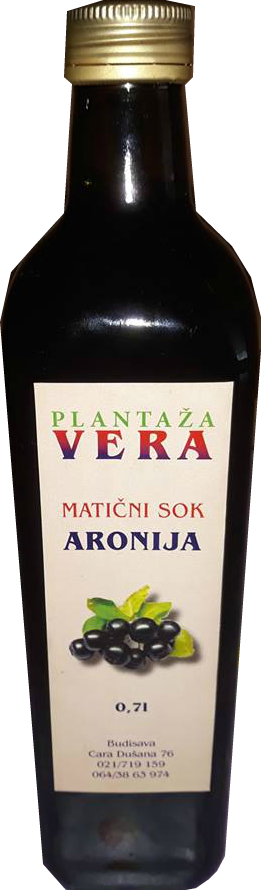 PLANTAŽA
VERA
MATIČNI SOK
ARONIJA
0,7l
Budisava
Cara Dušana 76
021/719 159
064/38 63 974